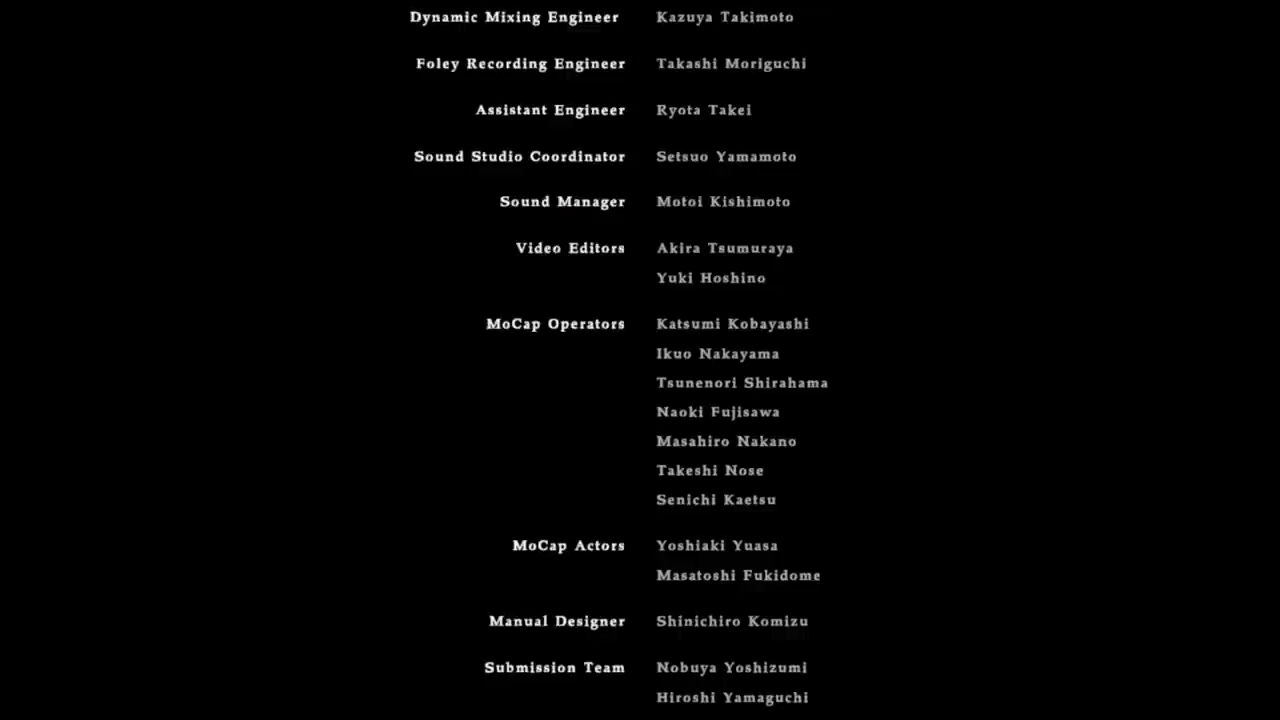 Dynamic Mixing Engineer Kazuya Takimoto
Foley Recording Engineer Takashi Moriguchi
Assistant Engineer Ryota Takei
Sound Studio Coordinator Setsuo Yamamoto
Sound Manager Motoi Kishimoto
Video Editors Akira Tsumuraya
Yuki Hoshino
MoCap Operators Katsumi Kobayashi
Ikuo Nakayama
Tsunenori Shirahama
Naoki Fujisawa
Masahiro Nakano
Takeshi Nose
Senichi Kaetsu
MoCap Actors Yoshiaki Yuasa
Masatoshi Fukidome
Manual Designer Shinichiro Komizu
Submission Team Nobuya Yoshizumi
Hiroshi Yamaguchi